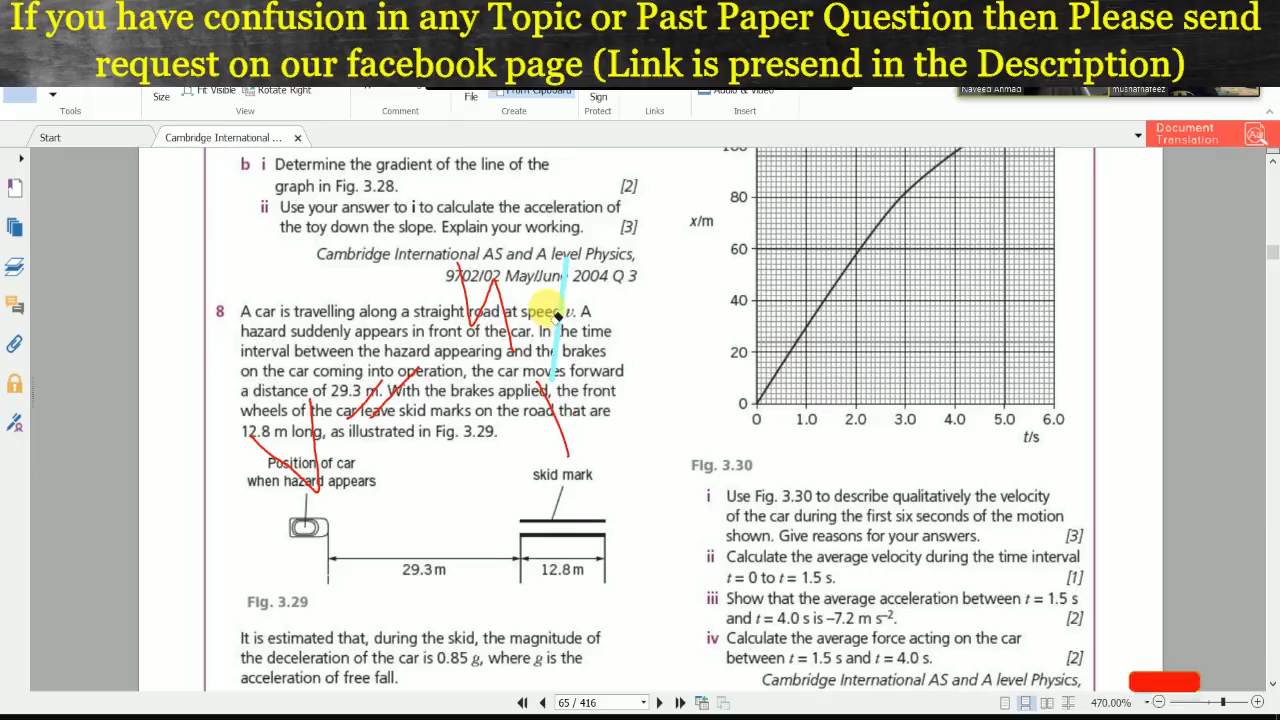 If you have confusion in any Topic or Past Paper Question then Please send
request on our facebook page (Link is presend in the Description)
Fit Visible
Rotate Right
From Clipboard
Audio & Video
Naveed Ahmad
mushafhafeez
Size
File
Sign
Tools
View
Comment
Create
Protect
Links
Insert
Start
Cambridge International ...
Document
Translation
b i Determine the gradient of the line of the
graph in Fig. 3.28. [2]
ii Use your answer to i to calculate the acceleration of
the toy down the slope. Explain your working. [3]
Cambridge International AS and A level Physics,
9702/02 May/June 2004 Q 3
8 A car is travelling along a straight road at speed v. A
hazard suddenly appears in front of the car. In the time
interval between the hazard appearing and the brakes
on the car coming into operation, the car moves forward
a distance of 29.3 m. With the brakes applied, the front
wheels of the car leave skid marks on the road that are
12.8 m long, as illustrated in Fig. 3.29.
Position of car
when hazard appears
skid mark
29.3 m
12.8 m
Fig. 3.29
It is estimated that, during the skid, the magnitude of
the deceleration of the car is 0.85 g, where g is the
acceleration of free fall.
100
80
x/m
60
40
20
0
0 1.0 2.0 3.0 4.0 5.0 6.0
t/s
Fig. 3.30
i Use Fig. 3.30 to describe qualitatively the velocity
of the car during the first six seconds of the motion
shown. Give reasons for your answers. [3]
ii Calculate the average velocity during the time interval
t = 0 to t = 1.5 s. [1]
iii Show that the average acceleration between t = 1.5 s
and t = 4.0 s is –7.2 m s–2. [2]
iv Calculate the average force acting on the car
between t = 1.5 s and t = 4.0 s. [2]
Cambridge International AS and A level Physics,
65 / 416
470.00%